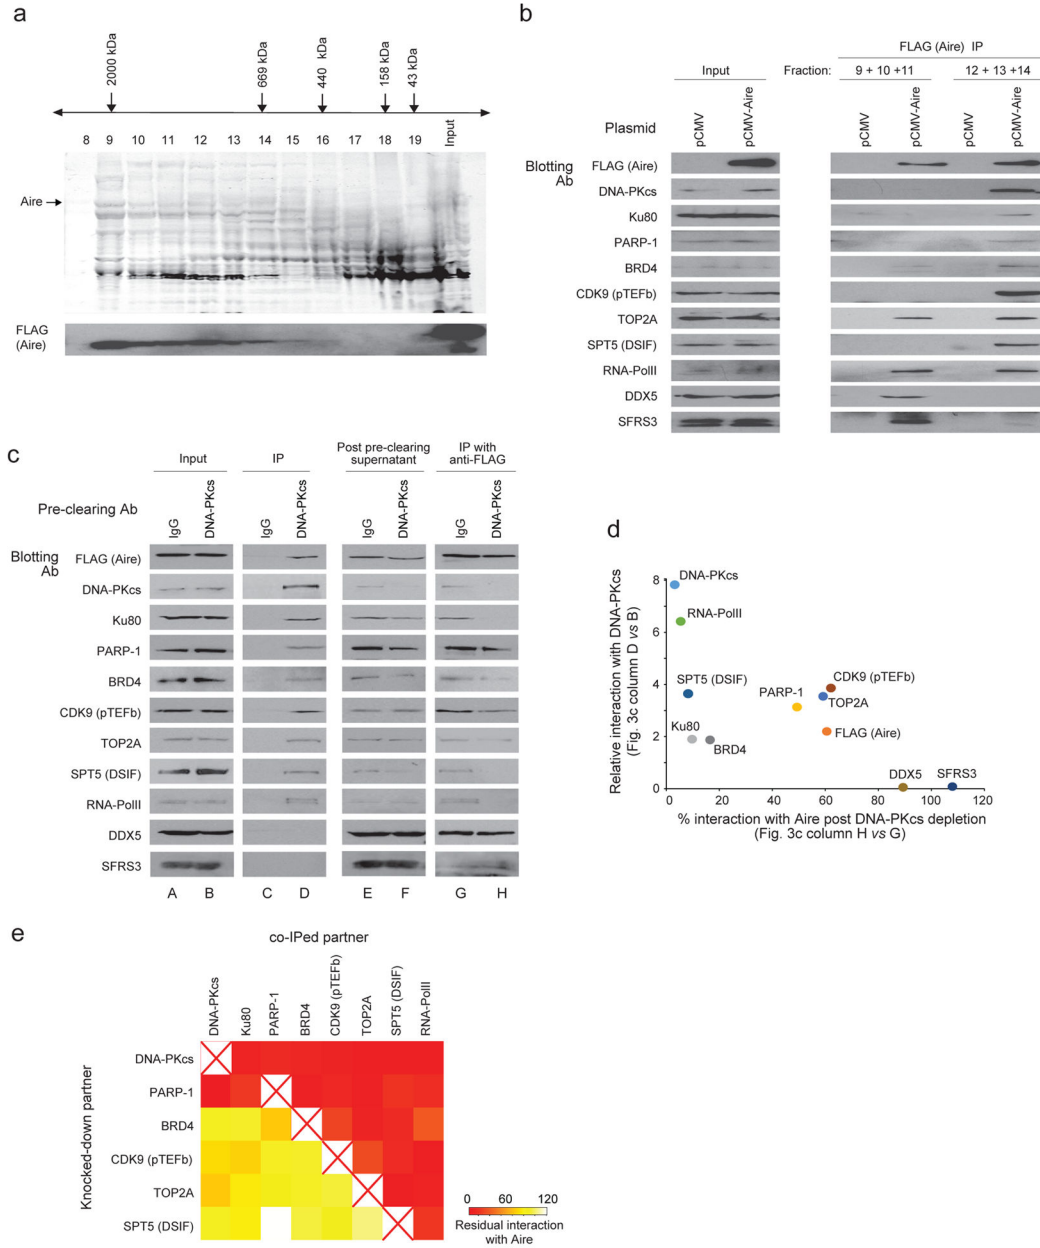 a
2000 kDa
669 kDa
440 kDa
158 kDa
43 kDa
8 9 10 11 12 13 14 15 16 17 18 19 Input
Aire
FLAG
(Aire)
b
FLAG (Aire) IP
Input
Fraction: 9 + 10 +11 12 + 13 +14
Plasmid
pCMV pCMV-Aire pCMV pCMV-Aire pCMV pCMV-Aire
Blotting
Ab
FLAG (Aire)
DNA-PKcs
Ku80
PARP-1
BRD4
CDK9 (pTEFb)
TOP2A
SPT5 (DSIF)
RNA-PolII
DDX5
SFRS3
c
Input IP Post pre-clearing
supernatant
IP with
anti-FLAG
Pre-clearing Ab
IgG DNA-PKcs IgG DNA-PKcs IgG DNA-PKcs IgG DNA-PKcs
Blotting
Ab
FLAG (Aire)
DNA-PKcs
Ku80
PARP-1
BRD4
CDK9 (pTEFb)
TOP2A
SPT5 (DSIF)
RNA-PolII
DDX5
SFRS3
A B C D E F G H
d
Relative interaction with DNA-PKcs
(Fig. 3c column D vs B)
8
6
4
2
0
DNA-PKcs
RNA-PolII
SPT5 (DSIF)
CDK9 (pTEFb)
PARP-1
TOP2A
Ku80
BRD4
FLAG (Aire)
DDX5
SFRS3
0 20 40 60 80 100 120
% interaction with Aire post DNA-PKcs depletion
(Fig. 3c column H vs G)
e
co-IPed partner
DNA-PKcs
Ku80
PARP-1
BRD4
CDK9 (pTEFb)
TOP2A
SPT5 (DSIF)
RNA-PolII
Knocked-down partner
DNA-PKcs
PARP-1
BRD4
CDK9 (pTEFb)
TOP2A
SPT5 (DSIF)
0 60 120
Residual interaction
with Aire